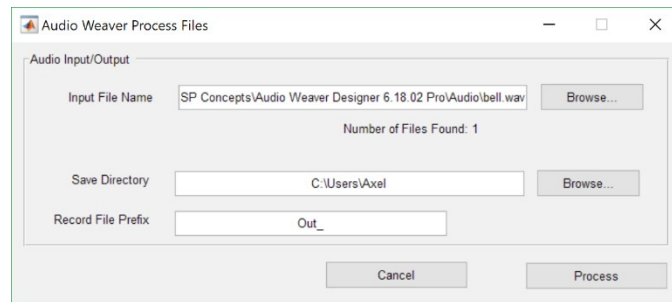 Audio Weaver Process Files
Audio Input/Output
Input File Name SP Concepts\Audio Weaver Designer 6.18.02 Pro\Audio\bell.wav Browse...
Number of Files Found: 1
Save Directory C:\Users\Axel Browse...
Record File Prefix Out_
Cancel Process